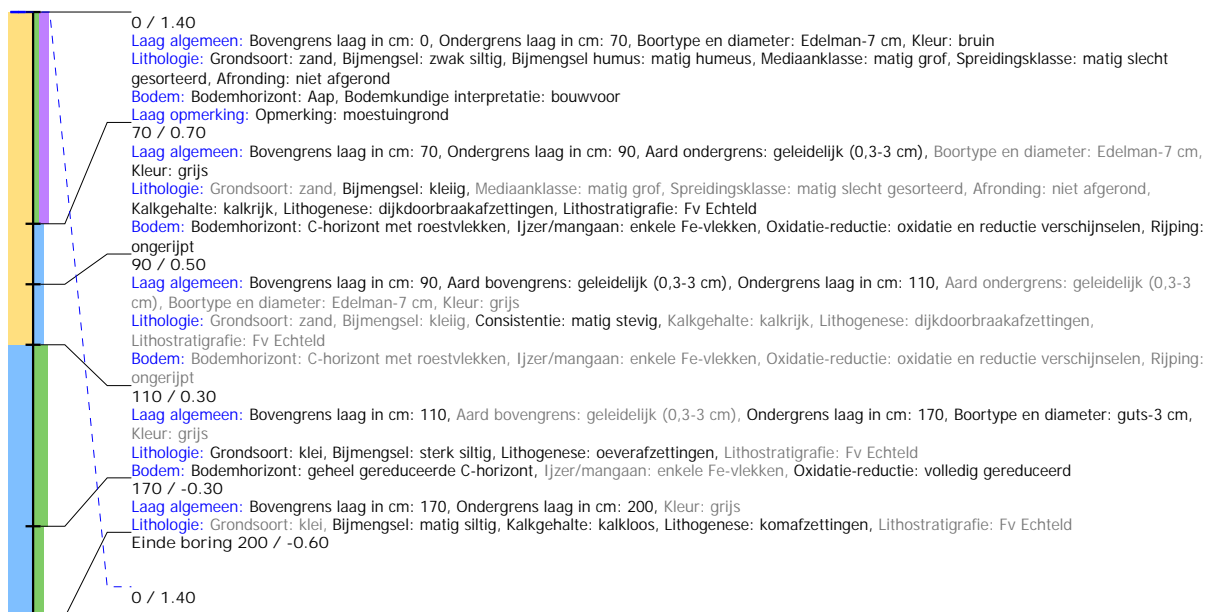 0 / 1.40
Laag algemeen: Bovengrens laag in cm: 0, Ondergrens laag in cm: 70, Boortype en diameter: Edelman-7 cm, Kleur: bruin
Lithologie: Grondsoort: zand, Bijmengsel: zwak siltig, Bijmengsel humus: matig humeus, Mediaanklasse: matig grof, Spreidingsklasse: matig slecht
gesorteerd, Afronding: niet afgerond
Bodem: Bodemhorizont: Aap, Bodemkundige interpretatie: bouwvoor
Laag opmerking: Opmerking: moestuingrond
70 / 0.70
Laag algemeen: Bovengrens laag in cm: 70, Ondergrens laag in cm: 90, Aard ondergrens: geleidelijk (0,3-3 cm), Boortype en diameter: Edelman-7 cm,
Kleur: grijs
Lithologie: Grondsoort: zand, Bijmengsel: kleiig, Mediaanklasse: matig grof, Spreidingsklasse: matig slecht gesorteerd, Afronding: niet afgerond,
Kalkgehalte: kalkrijk, Lithogenese: dijkdoorbraakafzettingen, Lithostratigrafie: Fv Echteld
Bodem: Bodemhorizont: C-horizont met roestvlekken, Ijzer/mangaan: enkele Fe-vlekken, Oxidatie-reductie: oxidatie en reductie verschijnselen, Rijping:
ongerijpt
90 / 0.50
Laag algemeen: Bovengrens laag in cm: 90, Aard bovengrens: geleidelijk (0,3-3 cm), Ondergrens laag in cm: 110, Aard ondergrens: geleidelijk (0,3-3
cm), Boortype en diameter: Edelman-7 cm, Kleur: grijs
Lithologie: Grondsoort: zand, Bijmengsel: kleiig, Consistentie: matig stevig, Kalkgehalte: kalkrijk, Lithogenese: dijkdoorbraakafzettingen,
Lithostratigrafie: Fv Echteld
Bodem: Bodemhorizont: C-horizont met roestvlekken, Ijzer/mangaan: enkele Fe-vlekken, Oxidatie-reductie: oxidatie en reductie verschijnselen, Rijping:
ongerijpt
110 / 0.30
Laag algemeen: Bovengrens laag in cm: 110, Aard bovengrens: geleidelijk (0,3-3 cm), Ondergrens laag in cm: 170, Boortype en diameter: guts-3 cm,
Kleur: grijs
Lithologie: Grondsoort: klei, Bijmengsel: sterk siltig, Lithogenese: oeverafzettingen, Lithostratigrafie: Fv Echteld
Bodem: Bodemhorizont: geheel gereduceerde C-horizont, Ijzer/mangaan: enkele Fe-vlekken, Oxidatie-reductie: volledig gereduceerd
170 / -0.30
Laag algemeen: Bovengrens laag in cm: 170, Ondergrens laag in cm: 200, Kleur: grijs
Lithologie: Grondsoort: klei, Bijmengsel: matig siltig, Kalkgehalte: kalkloos, Lithogenese: komafzettingen, Lithostratigrafie: Fv Echteld
Einde boring 200 / -0.60
0 / 1.40